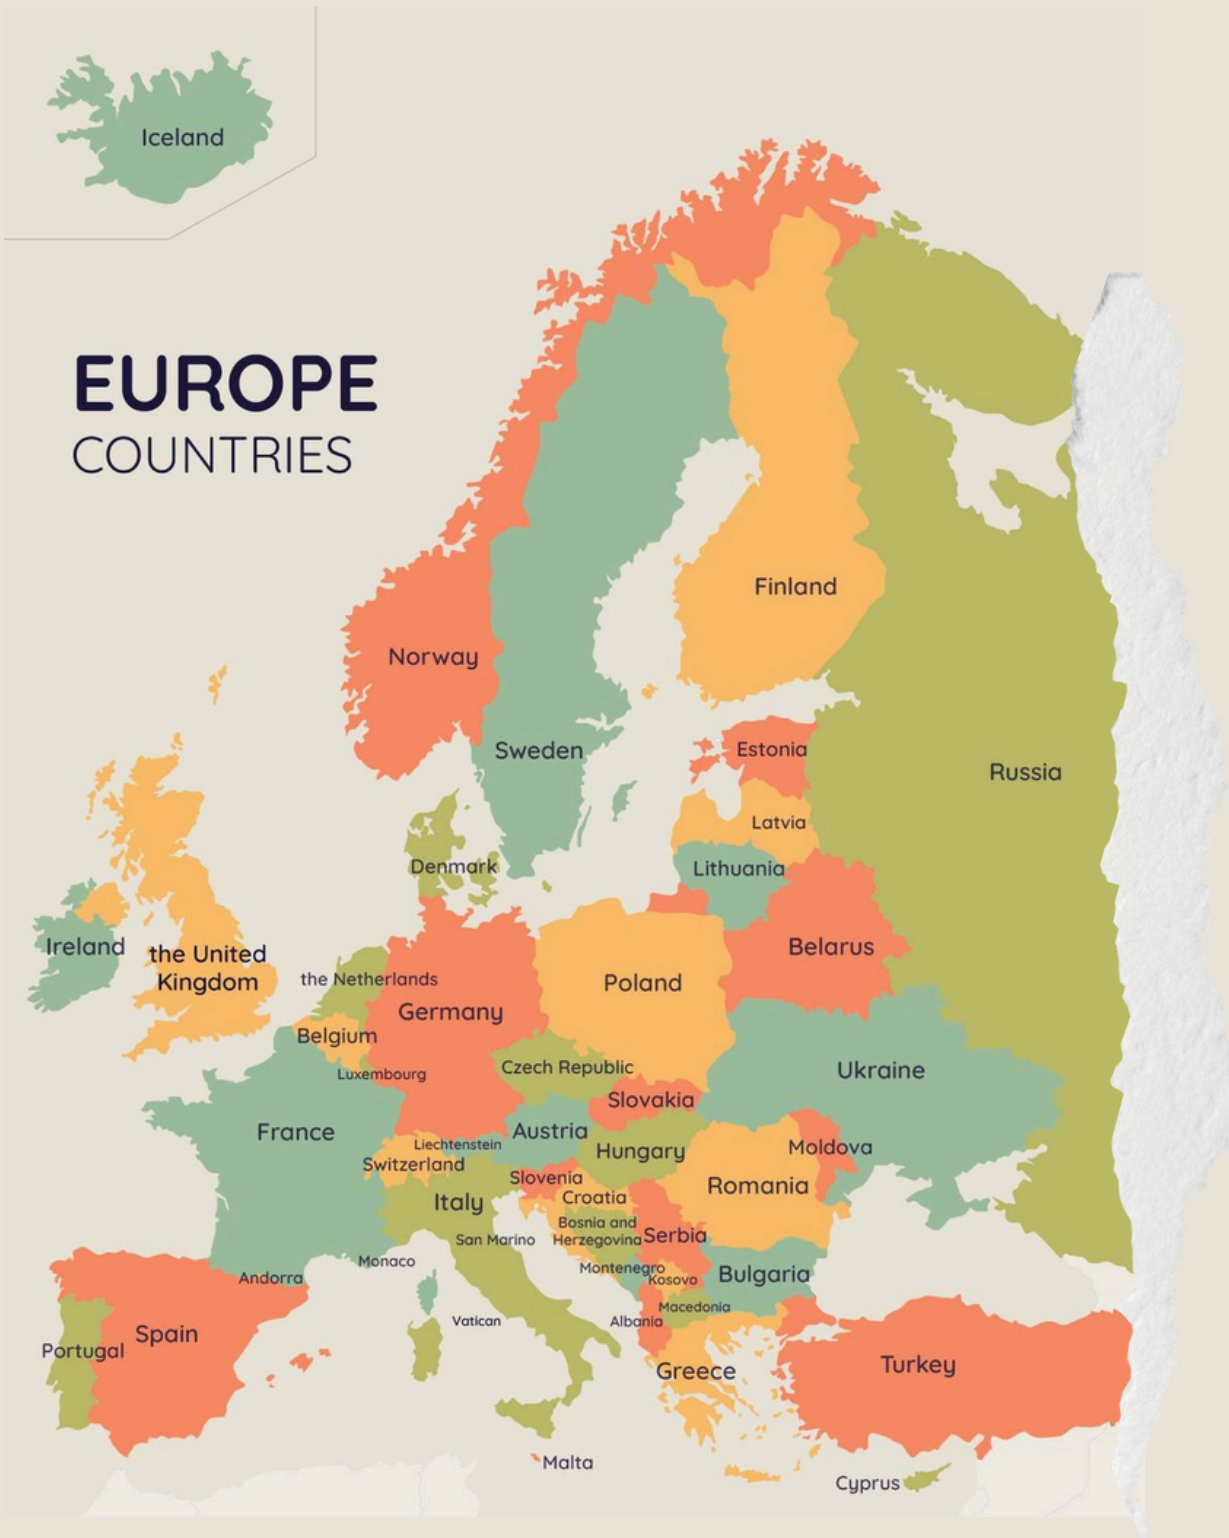 Iceland
EUROPE
COUNTRIES
Finland
Norway
Sweden
Estonia
Russia
Latvia
Denmark
Lithuania
Ireland
the United
Kingdom
Belarus
the Netherlands
Poland
Germany
Belgium
Czech Republic
Ukraine
Luxembourg
Slovakia
France
Austria
Liechtenstein
Hungary
Moldova
Switzerland
Slovenia
Romania
Croatia
Italy
Bosnia and
Herzegovina
San Marino
Serbia
Monaco
Montenegro
Kosovo
Bulgaria
Andorra
Macedonia
Vatican
Albania
Spain
Portugal
Greece
Turkey
Malta
Cyprus